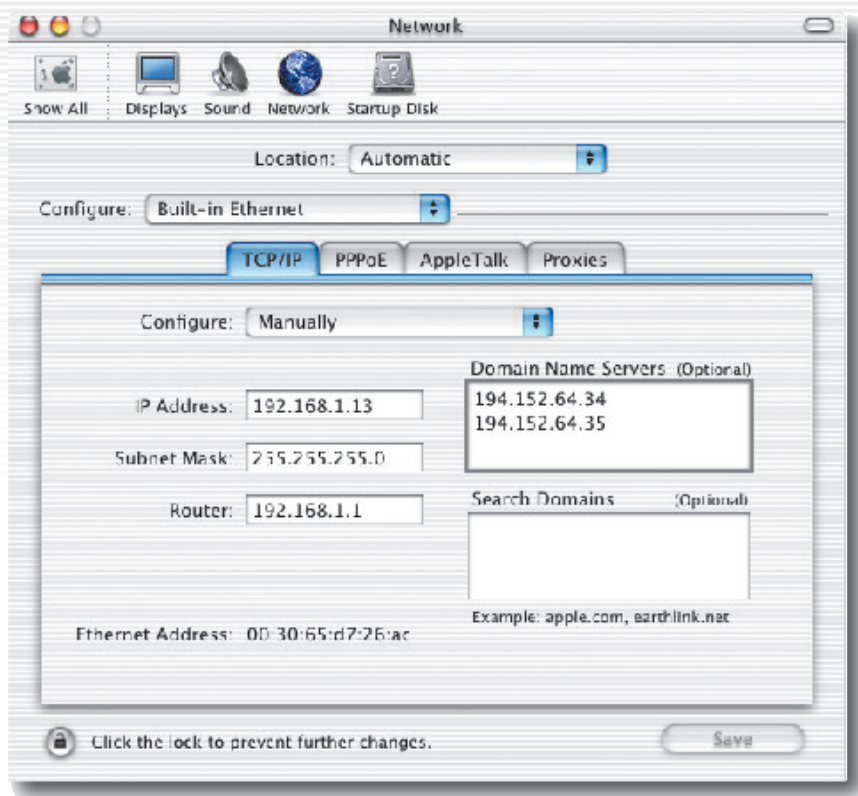 Network
Show All Displays Sound Network Startup Disk
Location: Automatic
Configure: Built-in Ethernet
TCP/IP PPPoE AppleTalk Proxies
Configure: Manually
Domain Name Servers (Optional)
194.152.64.34
194.152.64.35
IP Address: 192.168.1.13
Subnet Mask: 255.255.255.0
Router: 192.168.1.1
Search Domains (Optional)
Example: apple.com, earthlink.net
Ethernet Address: 00:30:65:d7:26:ac
Click the lock to prevent further changes.
Save